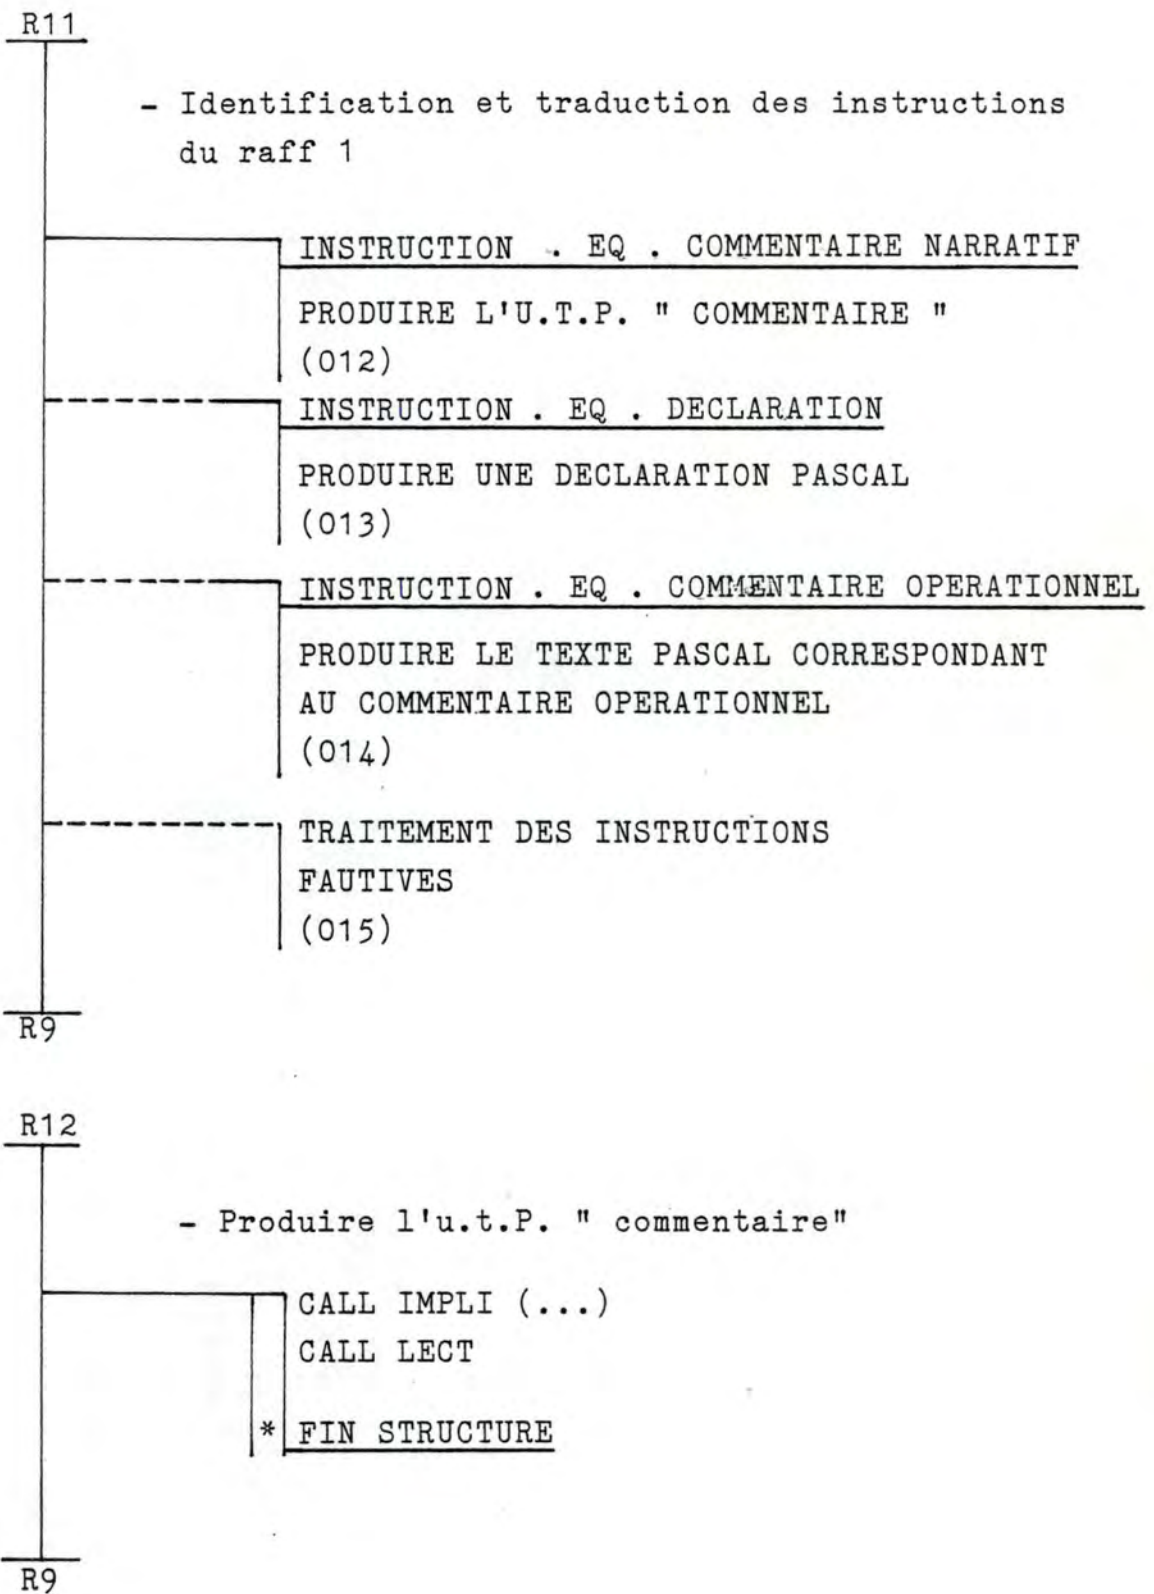 R11
- Identification et traduction des instructions
du raff 1
INSTRUCTION . EQ . COMMENTAIRE NARRATIF
PRODUIRE L'U.T.P. " COMMENTAIRE "
(012)
INSTRUCTION . EQ . DECLARATION
PRODUIRE UNE DECLARATION PASCAL
(013)
INSTRUCTION . EQ . COMMENTAIRE OPERATIONNEL
PRODUIRE LE TEXTE PASCAL CORRESPONDANT
AU COMMENTAIRE OPERATIONNEL
(014)
TRAITEMENT DES INSTRUCTIONS
FAUTIVES
(015)
R9
R12
- Produire l'u.t.P. " commentaire"
CALL IMPLI (...)
CALL LECT
* FIN STRUCTURE
R9